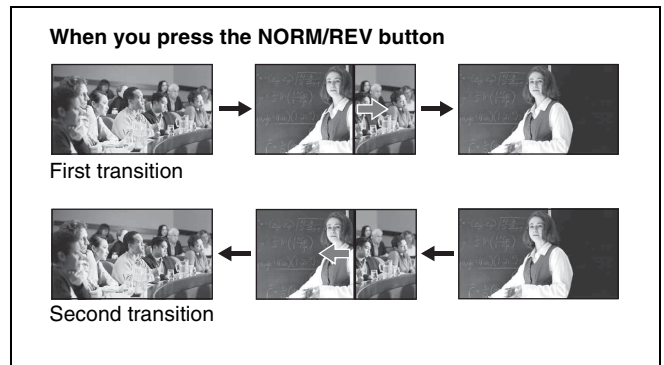 When you press the NORM/REV button
First transition
Second transition